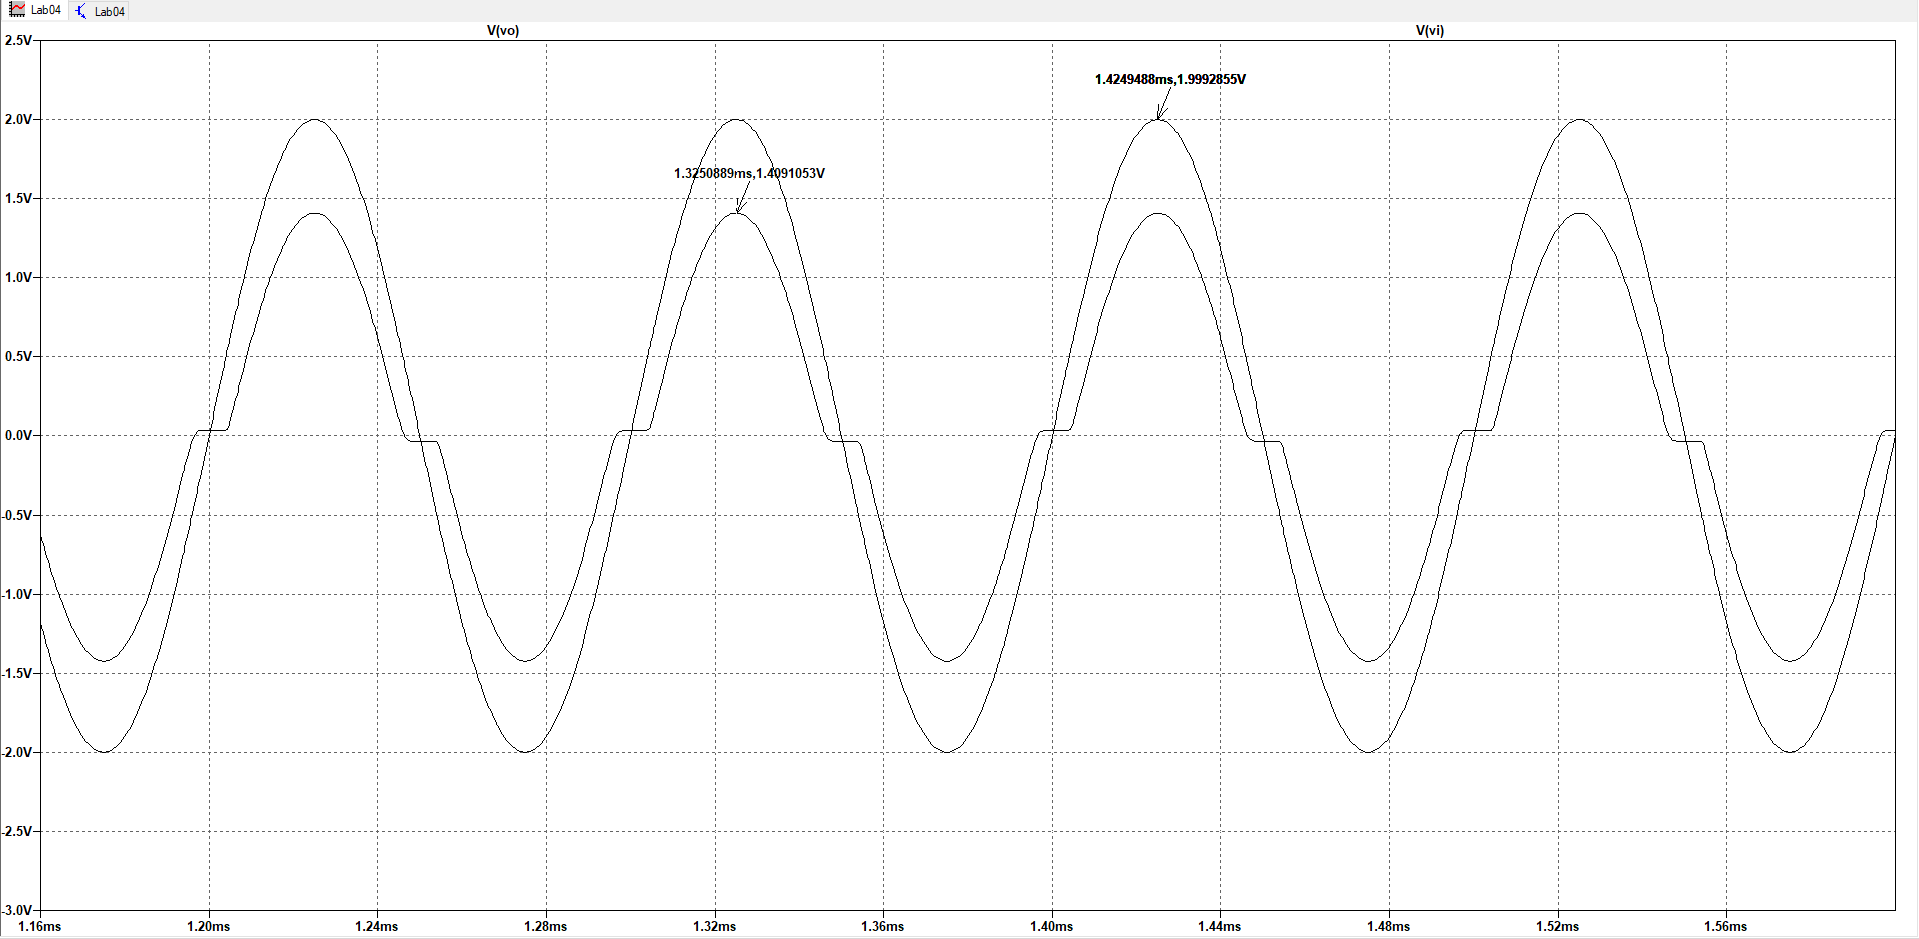 Lab04 Lab04
V(vo) V(vi)
2.5V
1.4249488ms,1.9992855V
2.0V
1.3250889ms,1.4091053V
1.5V
1.0V
0.5V
0.0V
-0.5V
-1.0V
-1.5V
-2.0V
-2.5V
-3.0V
1.16ms 1.20ms 1.24ms 1.28ms 1.32ms 1.36ms 1.40ms 1.44ms 1.48ms 1.52ms 1.56ms